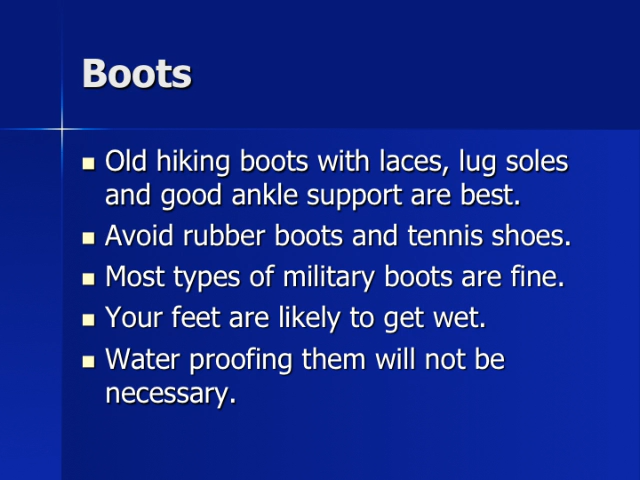 Boots
Old hiking boots with laces, lug soles
and good ankle support are best.
Avoid rubber boots and tennis shoes.
Most types of military boots are fine.
Your feet are likely to get wet.
Water proofing them will not be
necessary.